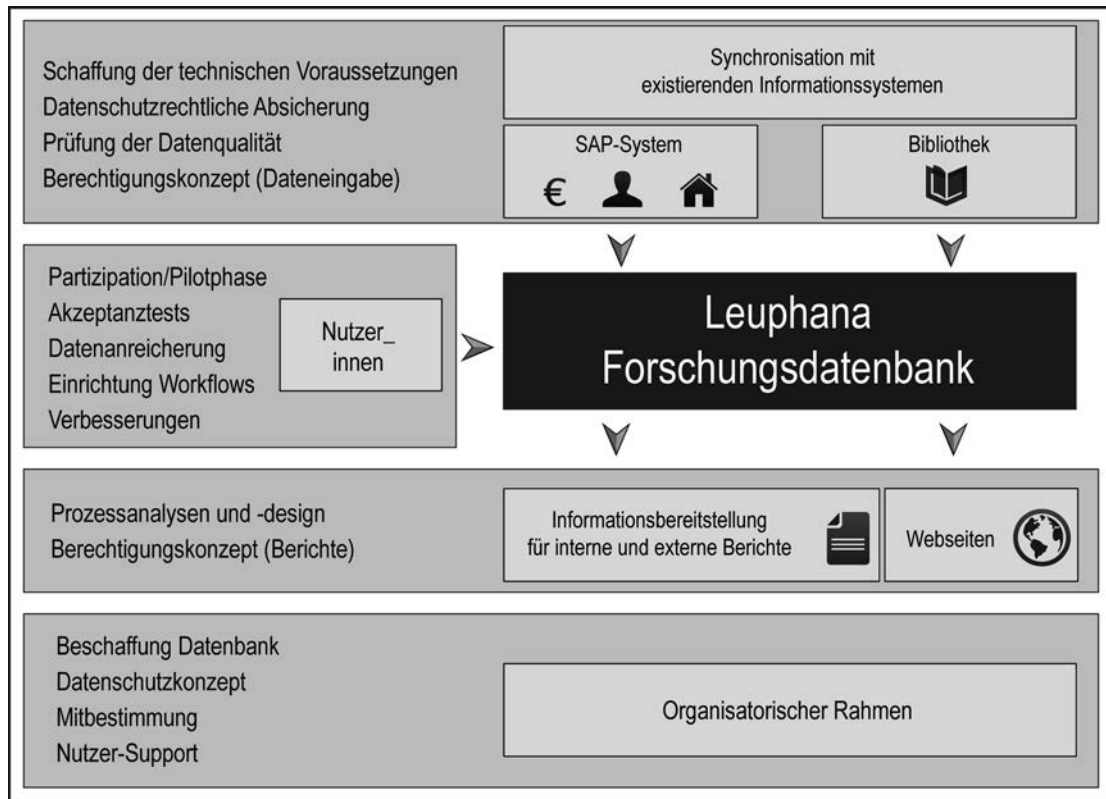 Schaffung der technischen Voraussetzungen
Datenschutzrechtliche Absicherung
Prüfung der Datenqualität
Berechtigungskonzept (Dateneingabe)
Synchronisation mit
existierenden Informationssystemen
SAP-System
€
Bibliothek
Partizipation/Pilotphase
Akzeptanztests
Datenanreicherung
Einrichtung Workflows
Verbesserungen
Nutzer_
innen
Leuphana
Forschungsdatenbank
Prozessanalysen und -design
Berechtigungskonzept (Berichte)
Informationsbereitstellung
für interne und externe Berichte
Webseiten
Beschaffung Datenbank
Datenschutzkonzept
Mitbestimmung
Nutzer-Support
Organisatorischer Rahmen